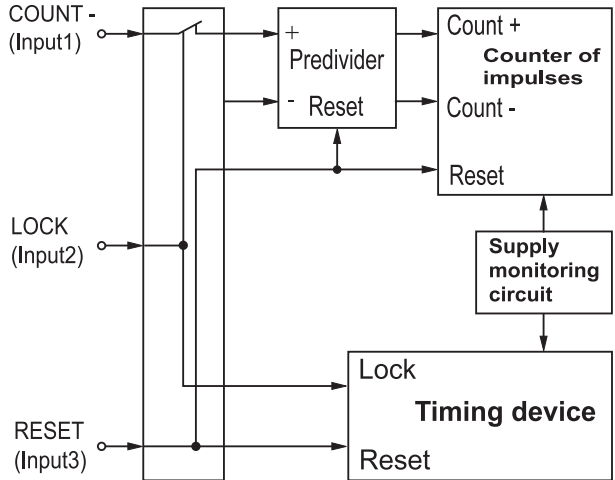 COUNT -
(Input1)
+
Predivider
-
Reset
Count +
Counter of
impulses
Count -
Reset
LOCK
(Input2)
Supply
monitoring
circuit
Lock
Timing device
RESET
(Input3)
Reset